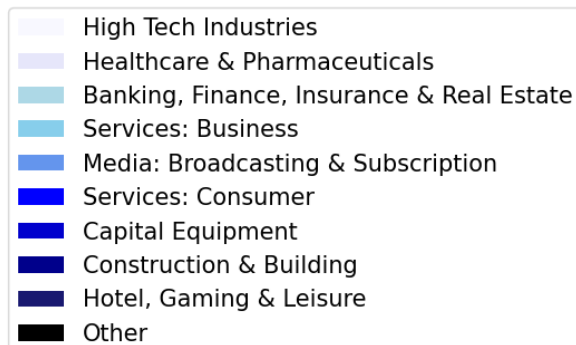 High Tech Industries
Healthcare & Pharmaceuticals
Banking, Finance, Insurance & Real Estate
Services: Business
Media: Broadcasting & Subscription
Services: Consumer
Capital Equipment
Construction & Building
Hotel, Gaming & Leisure
Other